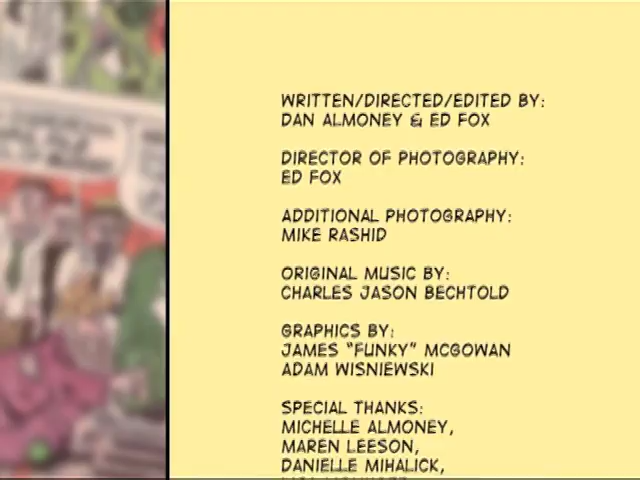 WRITTEN/DIRECTED/EDITED BY:
DAN ALMONEY & ED FOX
DIRECTOR OF PHOTOGRAPHY:
ED FOX
ADDITIONAL PHOTOGRAPHY:
MIKE RASHID
ORIGINAL MUSIC BY:
CHARLES JASON BECHTOLD
GRAPHICS BY:
JAMES "FUNKY" MCGOWAN
ADAM WISNIEWSKI
SPECIAL THANKS:
MICHELLE ALMONEY,
MAREN LEESON,
DANIELLE MIHALICK,